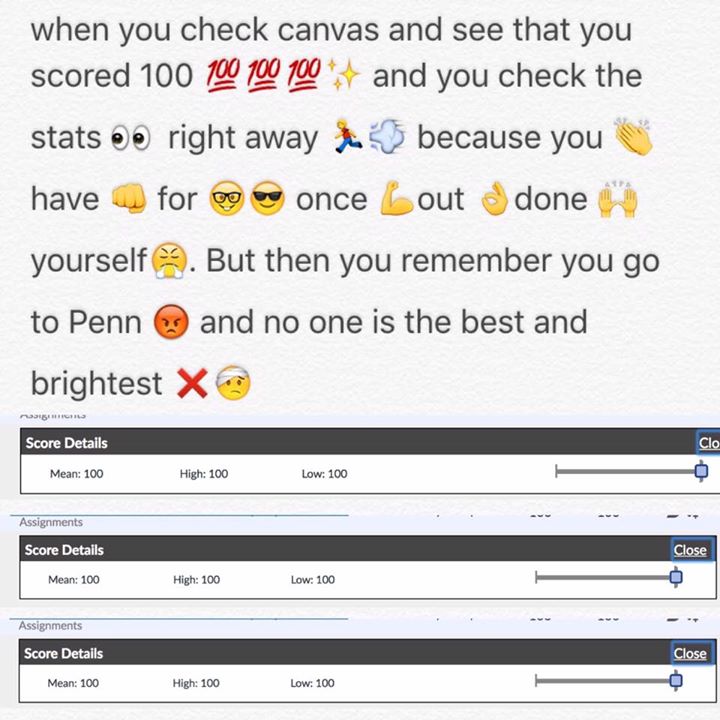 when you check canvas and see that you
scored 100 💯 💯 💯✨ and you check the
stats 👀 right away 🏃💨 because you 👏
have 👊 for 🤓😎 once 💪out 👌done 🙌
yourself😤. But then you remember you go
to Penn 😡 and no one is the best and
brightest ❌🤕
Assignments
Score Details Clo
Mean: 100 High: 100 Low: 100
Assignments
Score Details Close
Mean: 100 High: 100 Low: 100
Assignments
Score Details Close
Mean: 100 High: 100 Low: 100